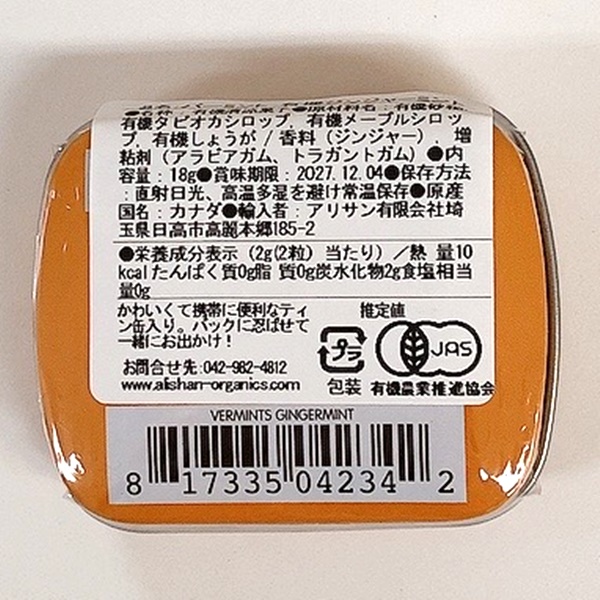 ●原材料名：有機砂糖,
有機タピオカシロップ, 有機メープルシロッ
プ, 有機しょうが / 香料（ジンジャー）, 増
粘剤（アラビアガム、トラガントガム）●内
容量：18g●賞味期限：2027. 12. 04●保存方法
：直射日光、高温多湿を避け常温保存●原産
国名：カナダ●輸入者：アリサン有限会社埼
玉県日高市高麗本郷185-2
●栄養成分表示（2g(2粒）当たり）／熱 量10
kcalたんぱく質0g脂 質0g炭水化物2g食塩相当
量0g
かわいくて携帯に便利なティ
ン缶入り。バックに忍ばせて
一緒にお出かけ！
推定値
プラ
JAS
お問合せ先:042-982-4812
www.alishan-organics.com
包装 有機農業推進協会
VERMINTS GINGERMINT
8 17335 04234 2